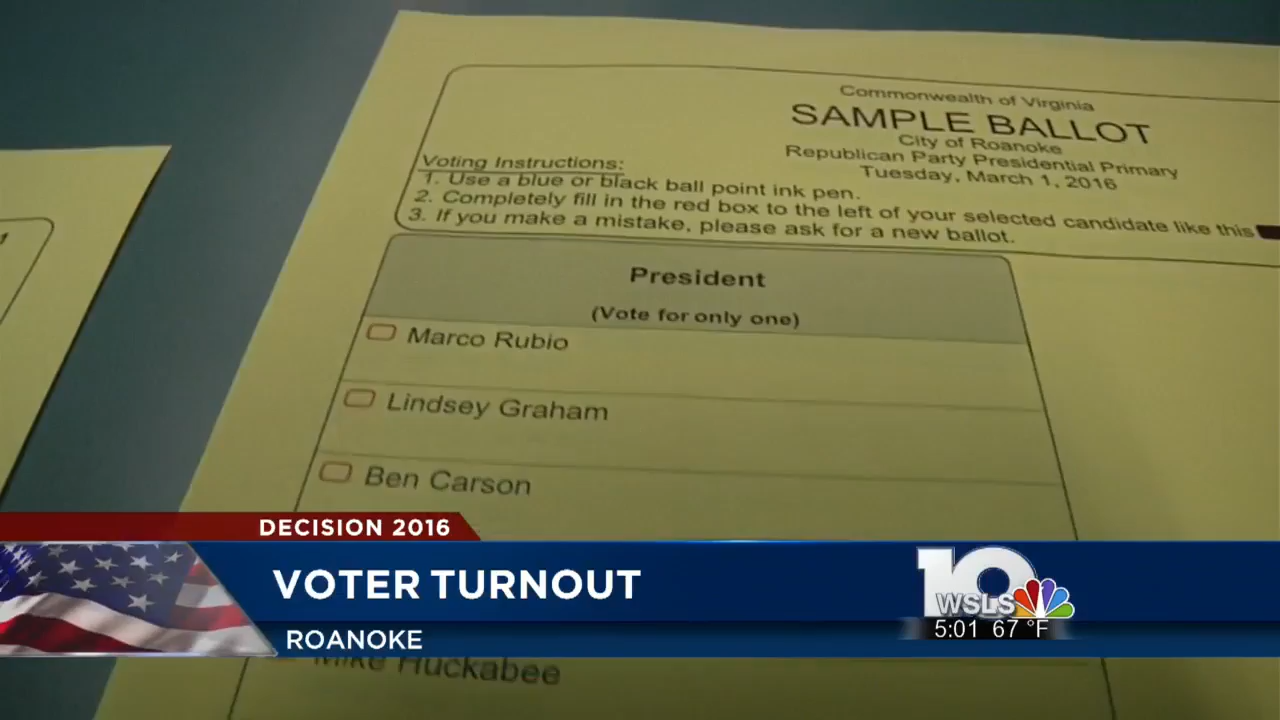 Commonwealth of Virginia
SAMPLE BALLOT
City of Roanoke
Republican Party Presidential Primary
Tuesday, March 1, 2016
Voting Instructions:
1. Use a blue or black ball point ink pen.
2. Completely fill in the red box to the left of your selected candidate like this
3. If you make a mistake, please ask for a new ballot.
President
(Vote for only one)
Marco Rubio
Lindsey Graham
Ben Carson
DECISION 2016
VOTER TURNOUT
ROANOKE
10
WSLS
5:01 67 °F
Mike Huckabee